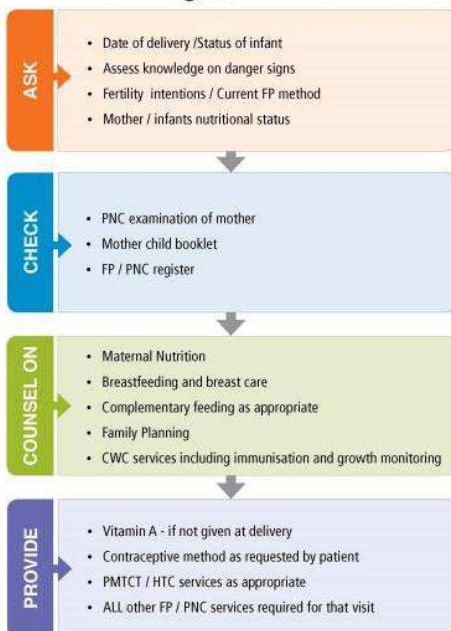 ASK
• Date of delivery /Status of infant
• Assess knowledge on danger signs
• Fertility intentions / Current FP method
• Mother / infants nutritional status
CHECK
• PNC examination of mother
• Mother child booklet
• FP / PNC register
COUNSEL ON
• Maternal Nutrition
• Breastfeeding and breast care
• Complementary feeding as appropriate
• Family Planning
• CWC services including immunisation and growth monitoring
PROVIDE
• Vitamin A - if not given at delivery
• Contraceptive method as requested by patient
• PMTCT / HTC services as appropriate
• ALL other FP / PNC services required for that visit